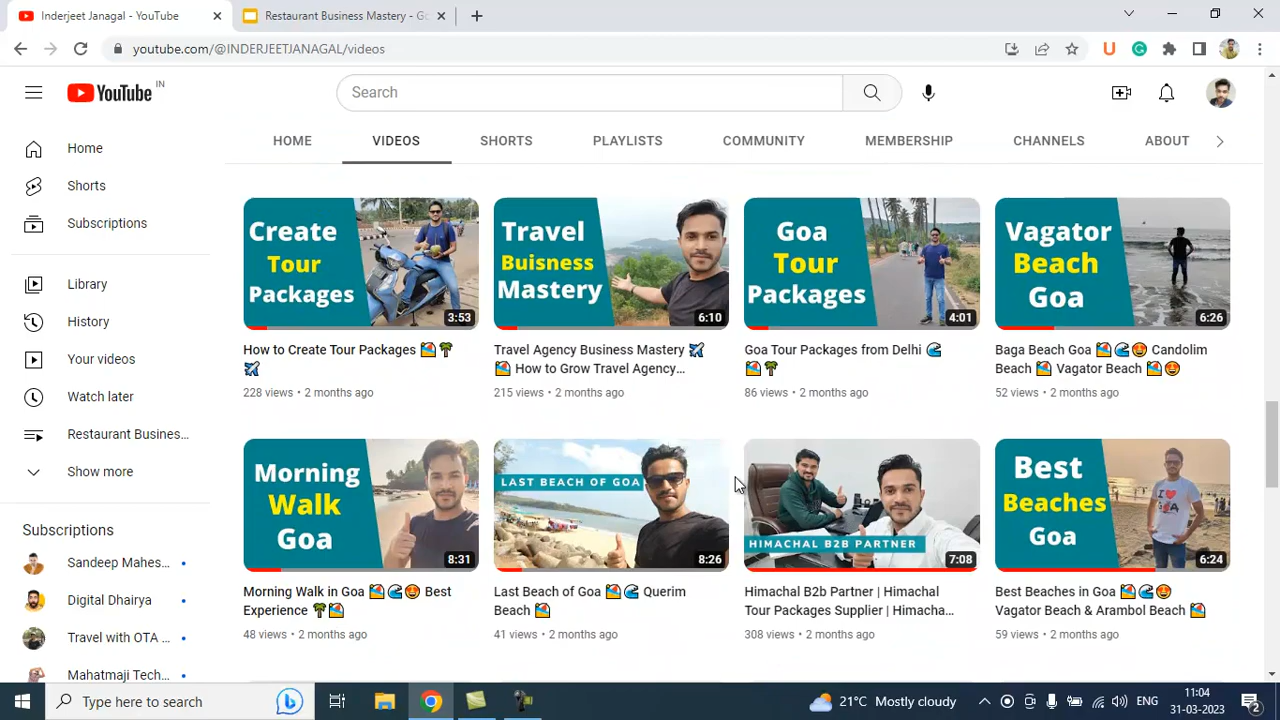 Inderjeet Janagal - YouTube
Restaurant Business Mastery - Go
youtube.com/@INDERJEETJANAGAL/videos
YouTube IN
Search
HOME
VIDEOS
SHORTS
PLAYLISTS
COMMUNITY
MEMBERSHIP
CHANNELS
ABOUT
Home
Shorts
Subscriptions
Library
History
Your videos
Watch later
Restaurant Busines...
Show more
Subscriptions
Sandeep Mahes...
Digital Dhairya
Travel with OTA
Mahatmaji Tech...
Create
Tour
Packages
3:53
How to Create Tour Packages 🏖🌴
✈
228 views • 2 months ago
Travel
Buisness
Mastery
6:10
Travel Agency Business Mastery ✈
🏖 How to Grow Travel Agency...
215 views • 2 months ago
Goa
Tour
Packages
4:01
Goa Tour Packages from Delhi 🌊
🏖🌴
86 views • 2 months ago
Vagator
Beach
Goa
6:26
Baga Beach Goa 🏖🌊😍 Candolim
Beach 🏖 Vagator Beach 🏖😍
52 views • 2 months ago
Morning
Walk
Goa
8:31
Morning Walk in Goa 🏖🌊😍 Best
Experience 🌴🏖
48 views • 2 months ago
LAST BEACH OF GOA
8:26
Last Beach of Goa 🏖🌊 Querim
Beach 🏖
41 views • 2 months ago
HIMACHAL B2B PARTNER
7:08
Himachal B2b Partner | Himachal
Tour Packages Supplier | Himacha...
308 views • 2 months ago
Best
Beaches
Goa
I ❤ GOA
6:24
Best Beaches in Goa 🏖🌊😍
Vagator Beach & Arambol Beach 🏖
59 views • 2 months ago
Type here to search
21°C Mostly cloudy
ENG
11:04
31-03-2023
2